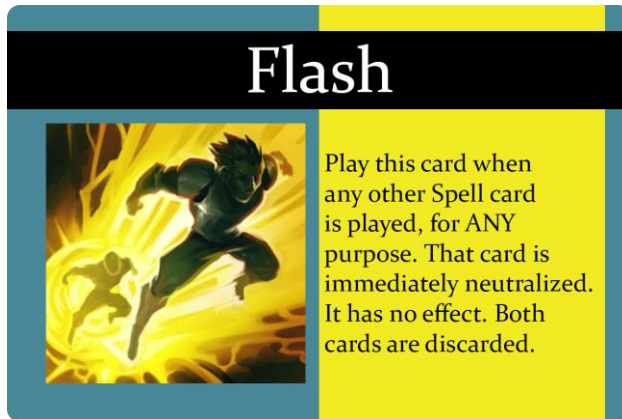 Flash
Play this card when
any other Spell card
is played, for ANY
purpose. That card is
immediately neutralized.
It has no effect. Both
cards are discarded.